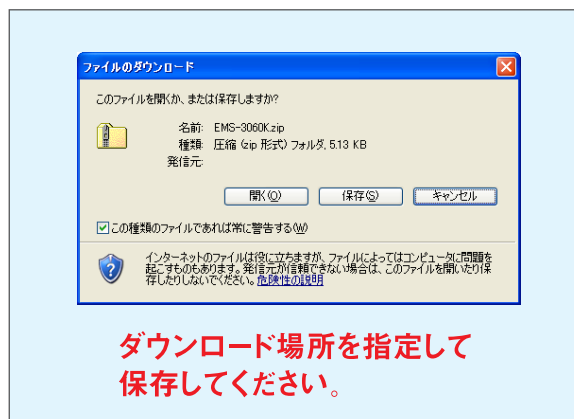 ファイルのダウンロード
このファイルを開くか、または保存しますか?
名前: EMS-3060K.zip
種類: 圧縮 (zip 形式) フォルダ, 5.13 KB
発信元:
開く(O) 保存(S) キャンセル
この種類のファイルであれば常に警告する(W)
インターネットのファイルは役に立ちますが、ファイルによってはコンピュータに問題を
起こすものもあります。発信元が信頼できない場合は、このファイルを開いたり保
存したりしないでください。危険性の説明
ダウンロード場所を指定して
保存してください。